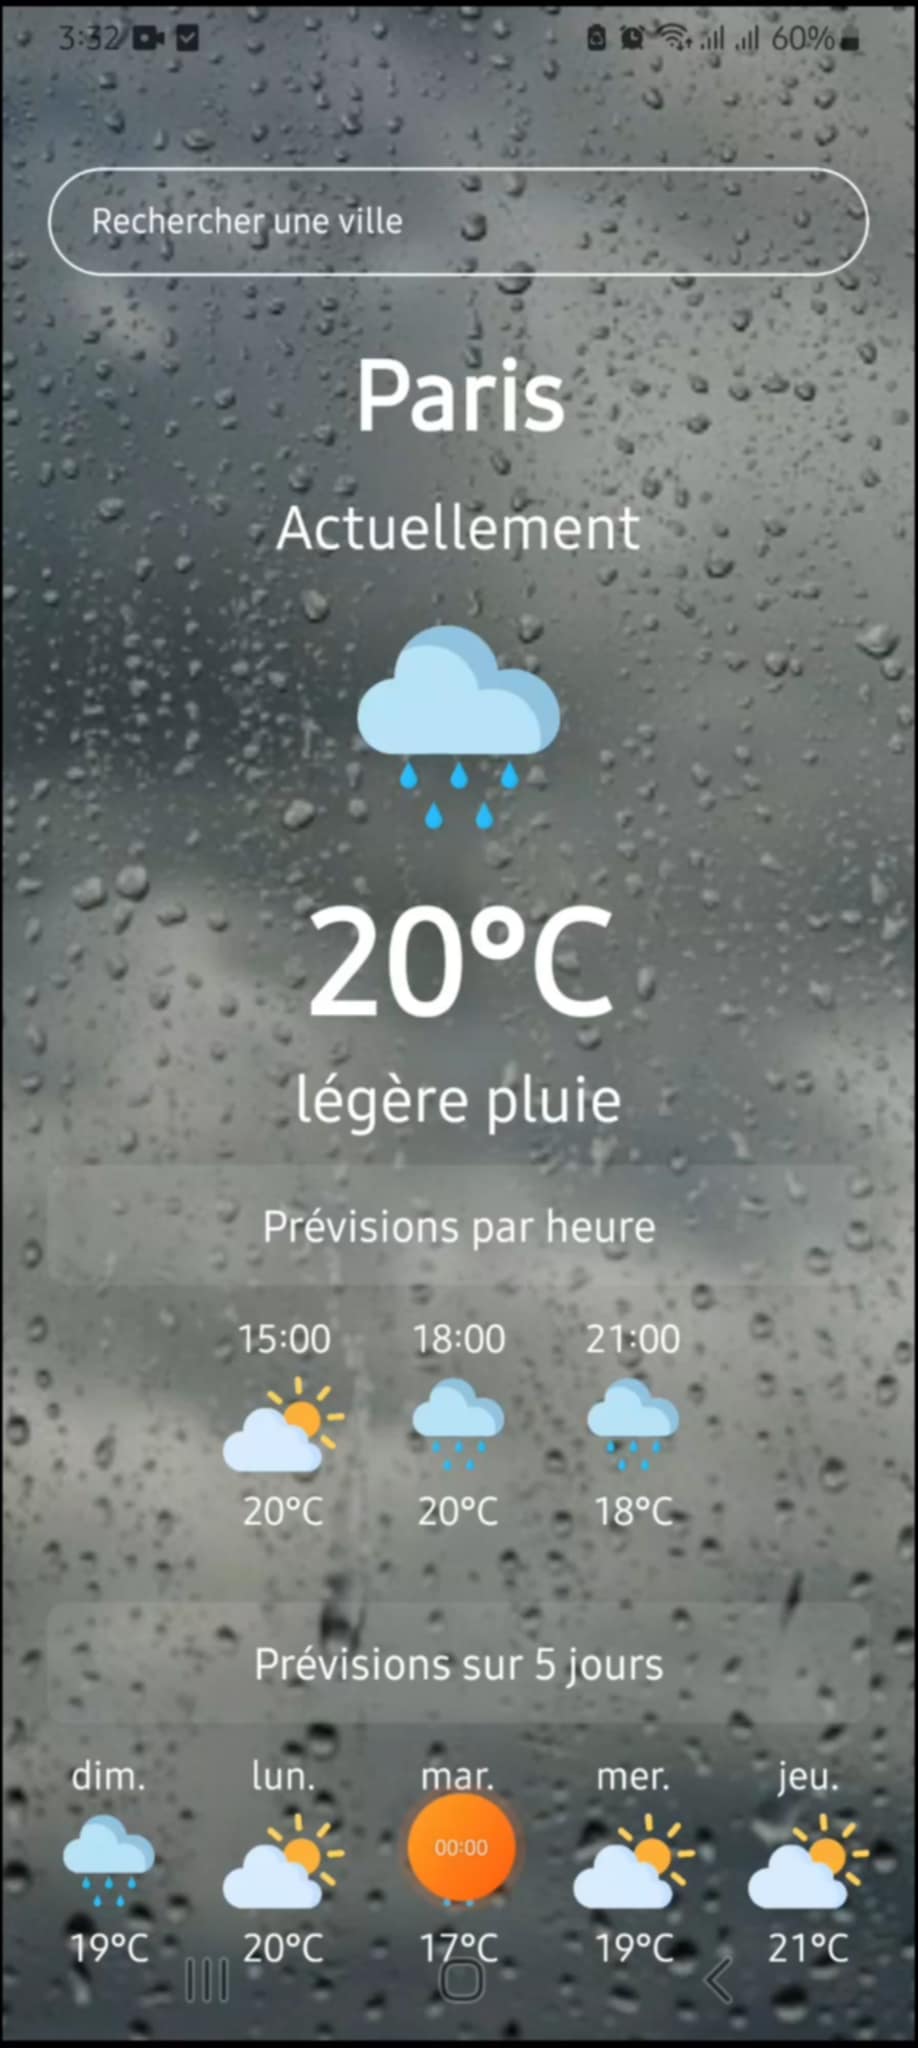 3:32 60%
Rechercher une ville
Paris
Actuellement
20°C
légère pluie
Prévisions par heure
15:00 18:00 21:00
20°C 20°C 18°C
Prévisions sur 5 jours
dim. lun. mar. mer. jeu.
00:00
19°C 20°C 17°C 19°C 21°C